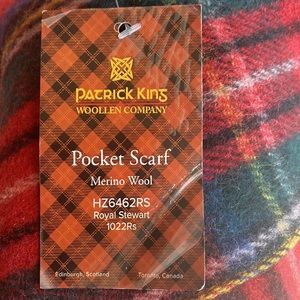 PATRICK KING
WOOLLEN COMPANY
Pocket Scarf
Merino Wool
HZ6462RS
Royal Stewart
1022Rs
Edinburgh, Scotland
Toronto, Canada